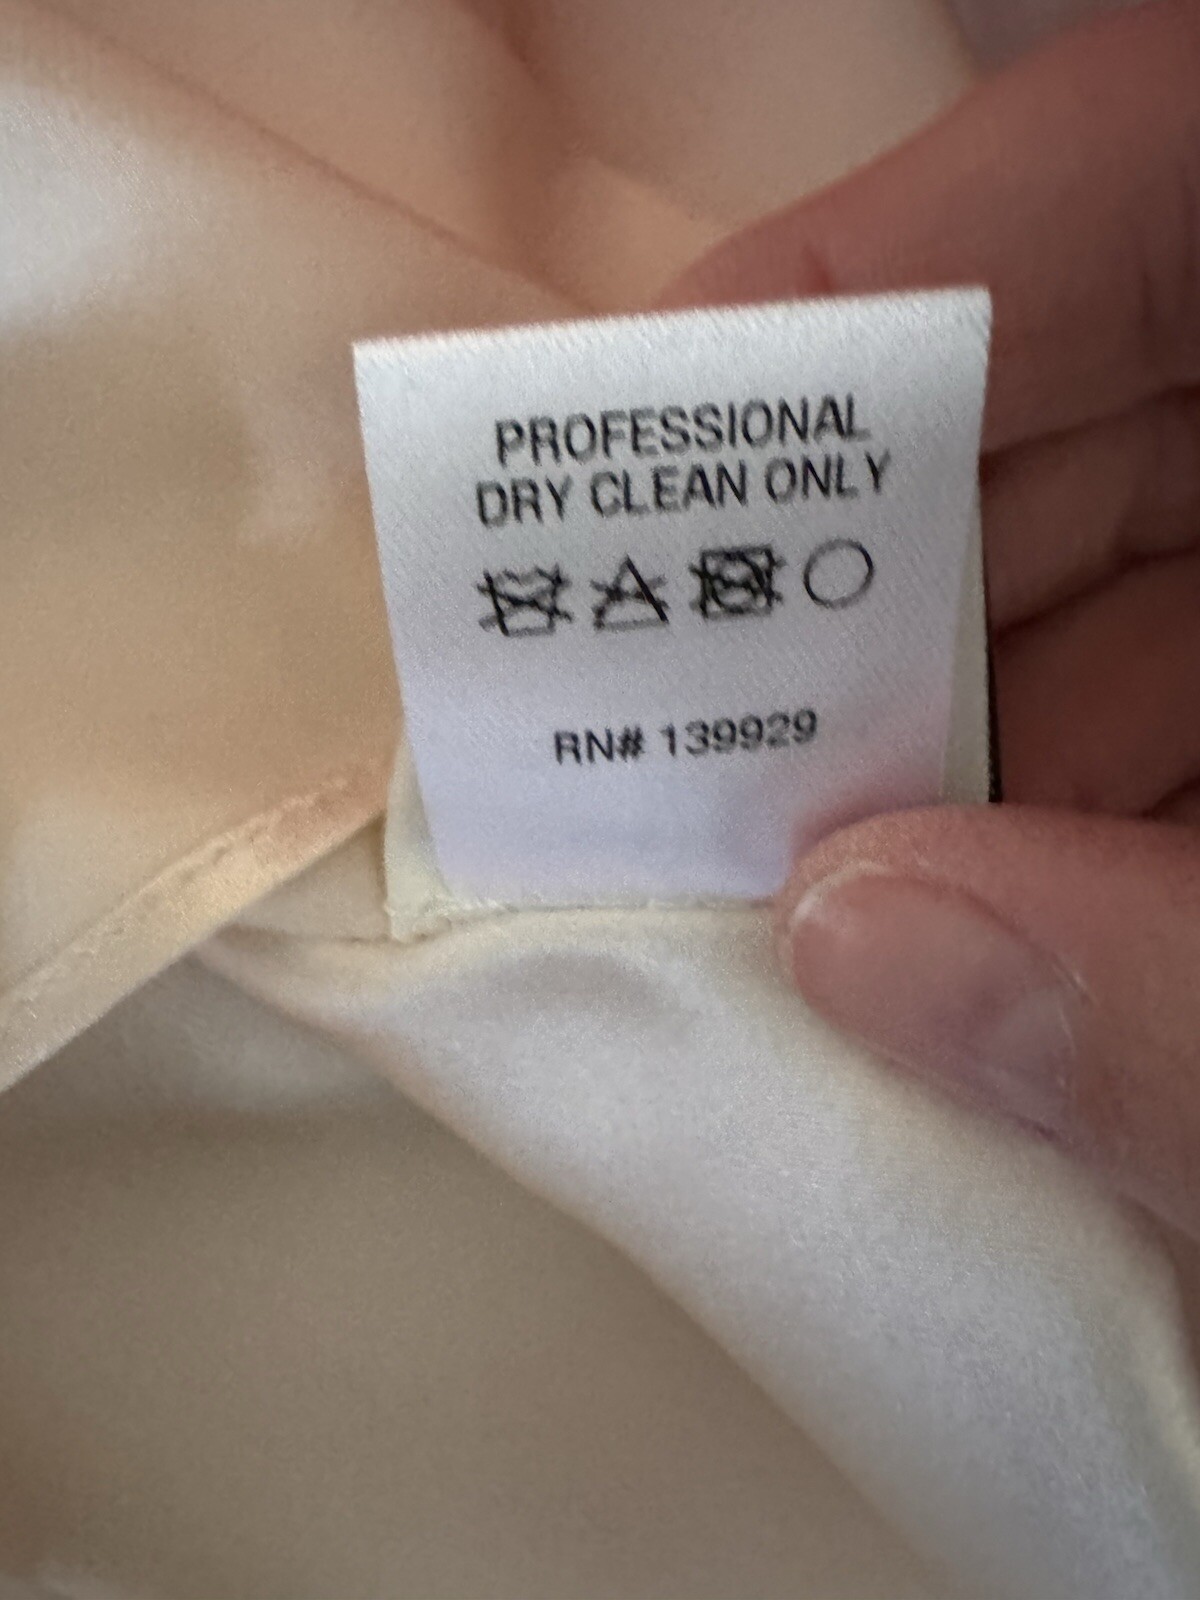 PROFESSIONAL
DRY CLEAN ONLY
RN# 139929